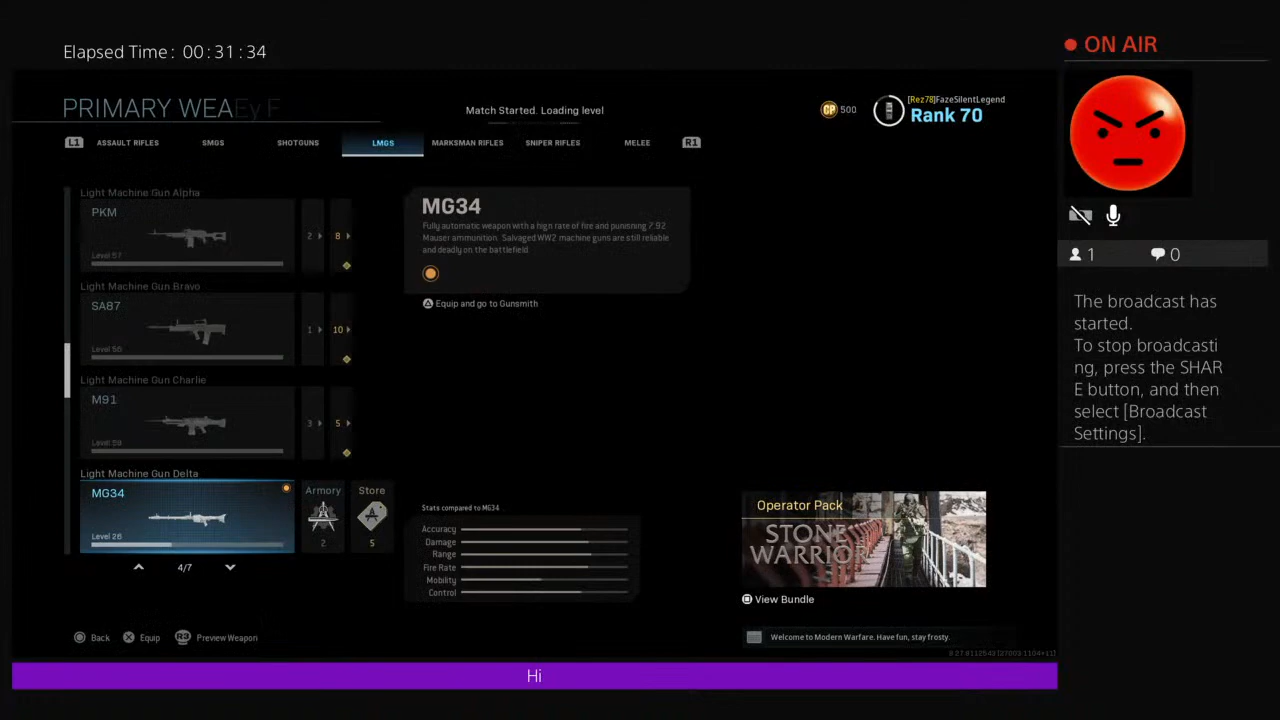 Elapsed Time: 00:31:34
ON AIR
PRIMARY WEA
Match Started. Loading level
CP 500
[Rez78]FazeSilentLegend
Rank 70
L1 ASSAULT RIFLES SMGS SHOTGUNS LMGS MARKSMAN RIFLES SNIPER RIFLES MELEE R1
Light Machine Gun Alpha
PKM
2 8
Level 57
Light Machine Gun Bravo
SA87
1 10
Level 56
Light Machine Gun Charlie
M91
3 5
Level 59
Light Machine Gun Delta
MG34
Level 26
Armory
2
Store
5
4/7
MG34
Fully automatic weapon with a high rate of fire and punishing 7.92
Mauser ammunition. Salvaged WW2 machine guns are still reliable
and deadly on the battlefield.
Equip and go to Gunsmith
Stats compared to MG34
Accuracy
Damage
Range
Fire Rate
Mobility
Control
Operator Pack
STONE
WARRIOR
View Bundle
Back Equip R3 Preview Weapon
Welcome to Modern Warfare. Have fun, stay frosty.
Hi
1 0
The broadcast has
started.
To stop broadcasti
ng, press the SHAR
E button, and then
select [Broadcast
Settings].